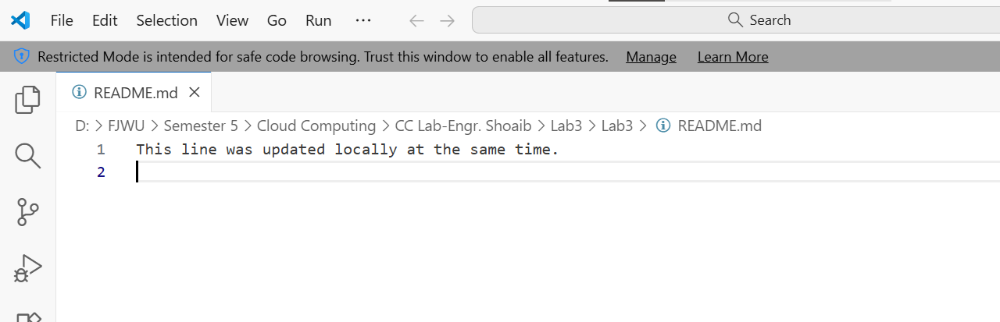 File Edit Selection View Go Run ··· ← → Search
Restricted Mode is intended for safe code browsing. Trust this window to enable all features. Manage Learn More
README.md ×
D: > FJWU > Semester 5 > Cloud Computing > CC Lab-Engr. Shoaib > Lab3 > Lab3 > README.md
1 This line was updated locally at the same time.
2